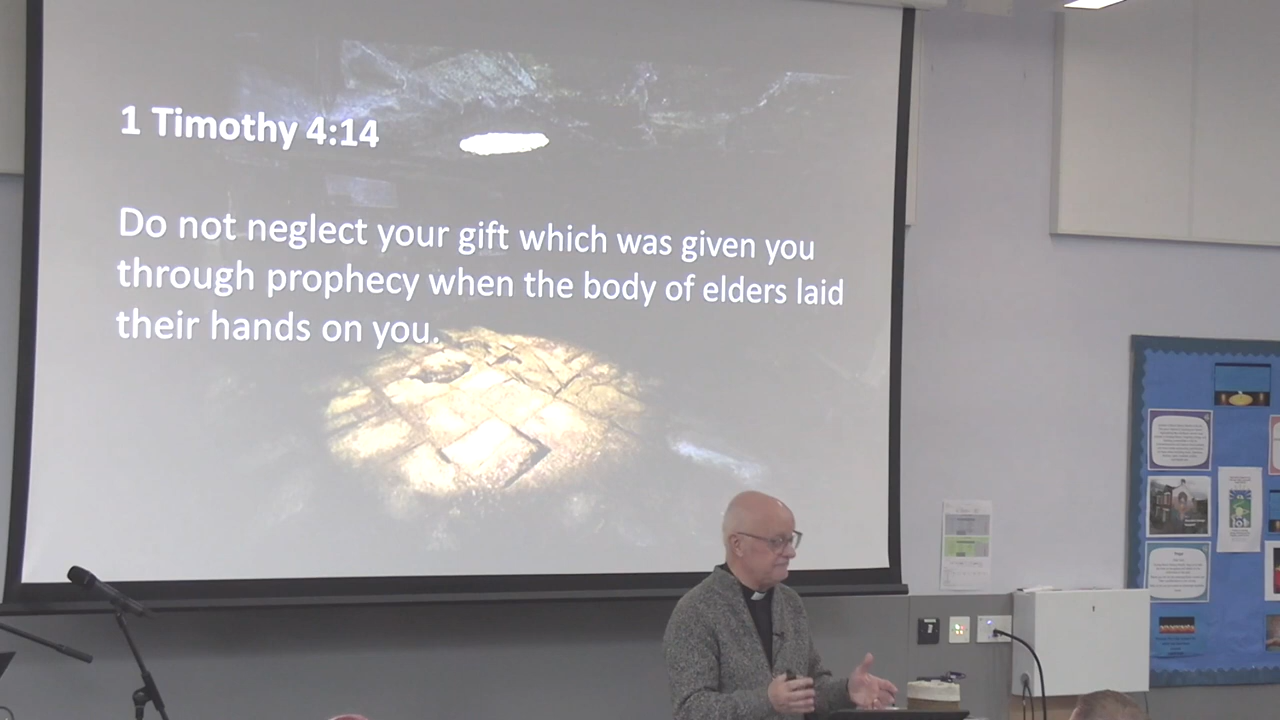 1 Timothy 4:14
Do not neglect your gift which was given you
through prophecy when the body of elders laid
their hands on you.